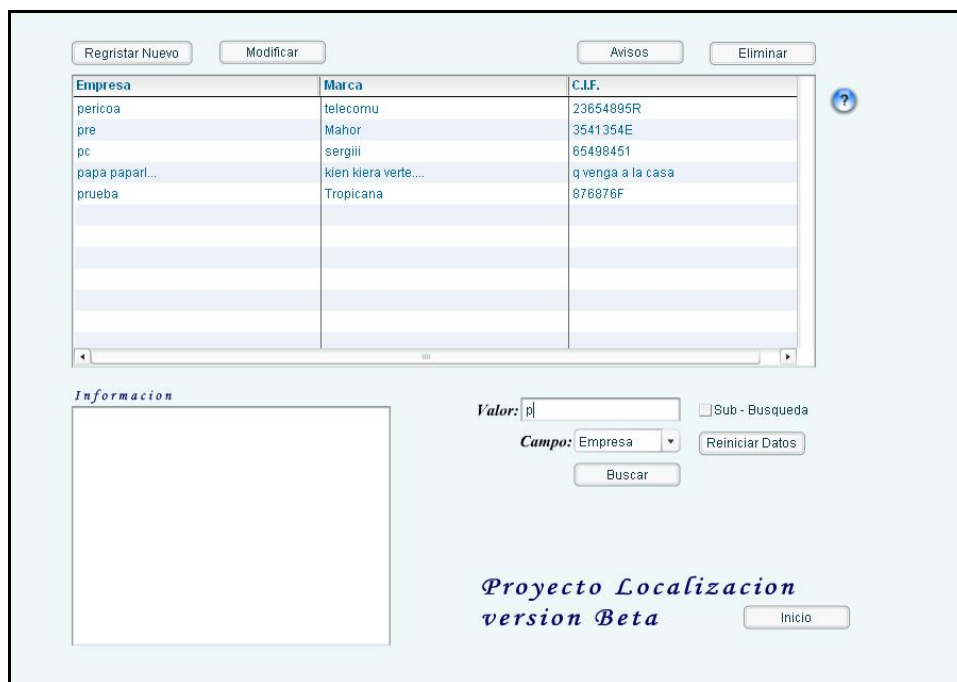 Regristar Nuevo Modificar Avisos Eliminar
Empresa Marca C.I.F.
pericoa telecomu 23654895R
pre Mahor 3541354E
pc sergiii 65498451
papa paparl... kien kiera verte.... q venga a la casa
prueba Tropicana 876876F
?
Informacion
Valor: p Sub - Busqueda
Campo: Empresa Reiniciar Datos
Buscar
Proyecto Localizacion
version Beta Inicio